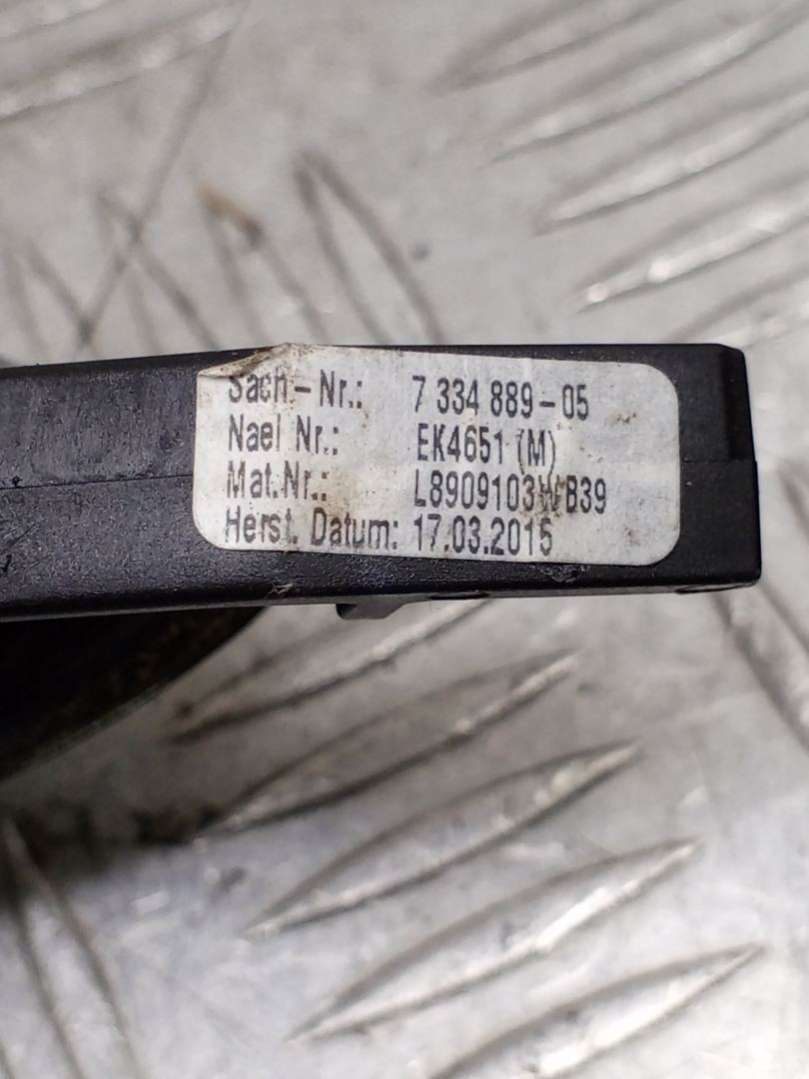 Sach.-Nr.: 7 334 889-05
Nael Nr.: EK4651 (M)
Mat.Nr.: L8909103WB39
Herst. Datum: 17.03.2015